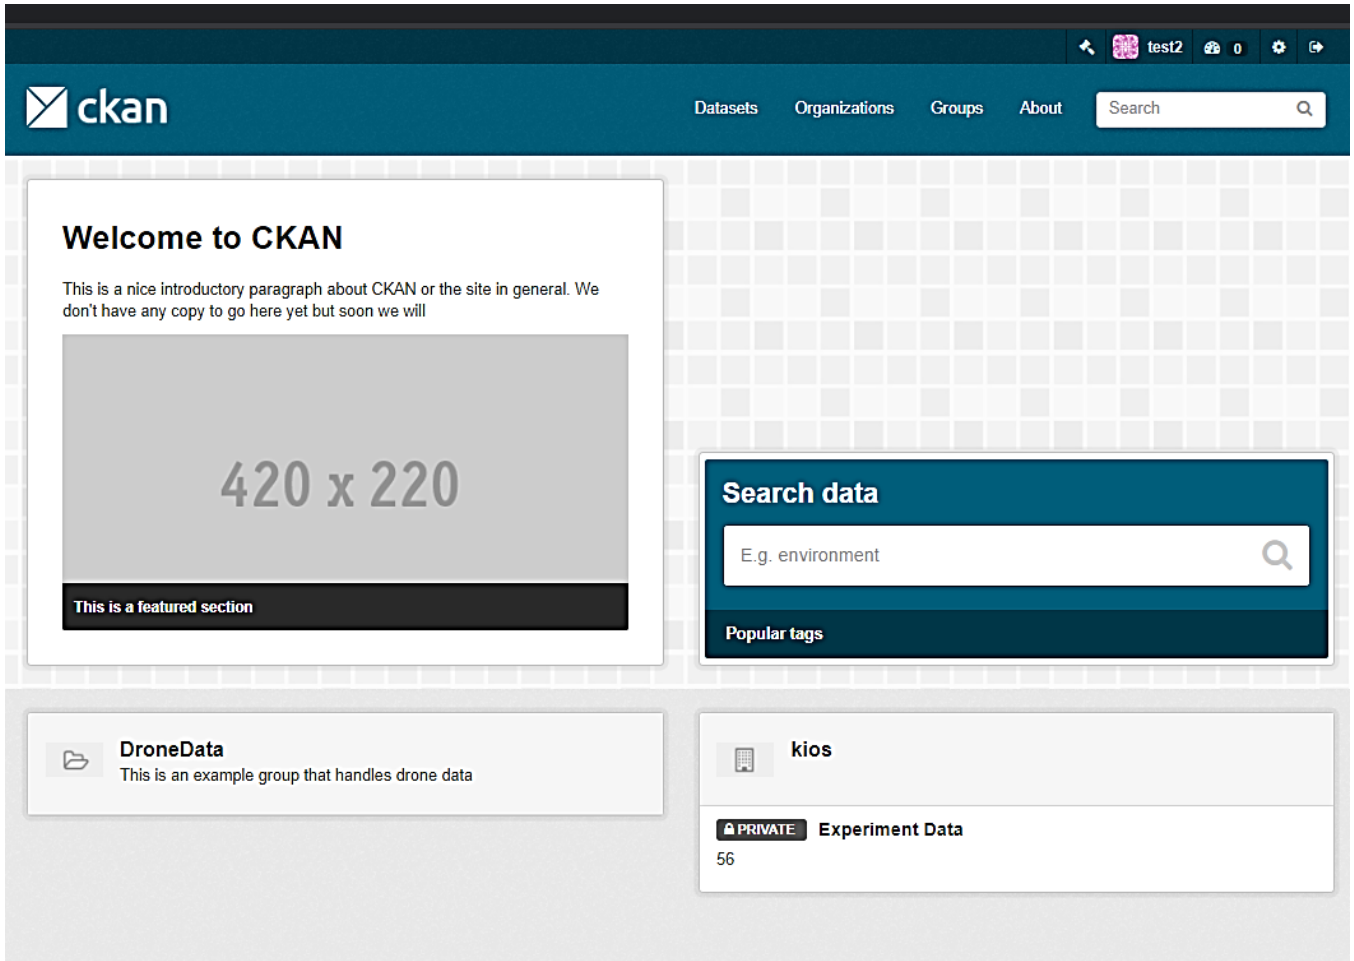 test2 0
ckan
Datasets Organizations Groups About Search
Welcome to CKAN
This is a nice introductory paragraph about CKAN or the site in general. We
don't have any copy to go here yet but soon we will
420 x 220
This is a featured section
Search data
E.g. environment
Popular tags
DroneData
This is an example group that handles drone data
kios
PRIVATE Experiment Data
56